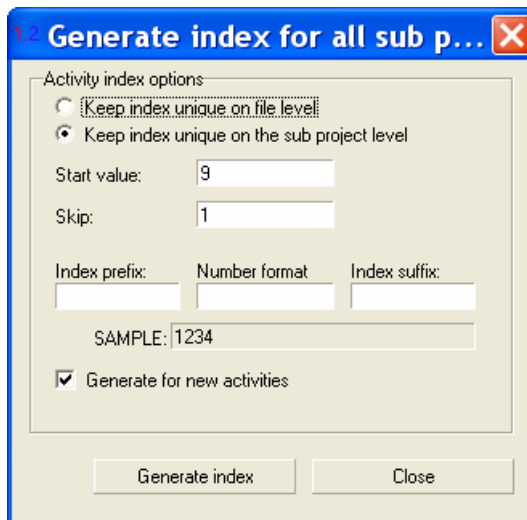 12 Generate index for all sub p...
Activity index options
Keep index unique on file level
Keep index unique on the sub project level
Start value: 9
Skip: 1
Index prefix: Number format Index suffix:
SAMPLE: 1234
Generate for new activities
Generate index Close